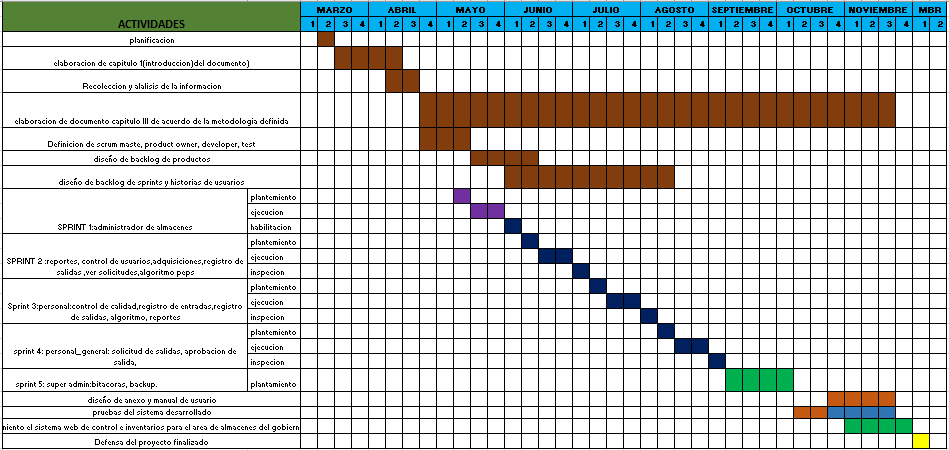 ACTIVIDADES
MARZO ABRIL MAYO JUNIO JULIO AGOSTO SEPTIEMBRE OCTUBRE NOVIEMBRE MBR
1 2 3 4 1 2 3 4 1 2 3 4 1 2 3 4 1 2 3 4 1 2 3 4 1 2 3 4 1 2 3 4 1 2 3 4 1 2
planificacion
elaboracion de capitulo 1(introduccion)del documento)
Recoleccion y alalisis de la informacion
elaboracion de documento capitulo III de acuerdo de la metodologia definida
Definicion de scrum maste, product owner, developer, test
diseño de backlog de productos
diseño de backlog de sprints y historias de usuarios
plantemiento
ejecucion
SPRINT 1:administrador de almacenes
habilitacion
plantemiento
SPRINT 2 :reportes, control de usuarios,adquisiciones,registro de
ejecucion
salidas ,ver solicitudes,algoritmo peps
inspecion
plantemiento
Sprint 3:personal:control de calidad,registro de entradas,registro
ejecucion
de salidas, algoritmo, reportes
inspecion
plantemiento
sprint 4: personal_general: solicitud de salidas, aprobacion de
ejecucion
salida,
inspecion
sprint 5: super admin:bitacoras, backup.
plantamiento
diseño de anexo y manual de usuario
pruebas del sistema desarrollado
niento el sistema web de control e inventarios para el area de almacenes del gobiern
Defensa del proyecto finalizado